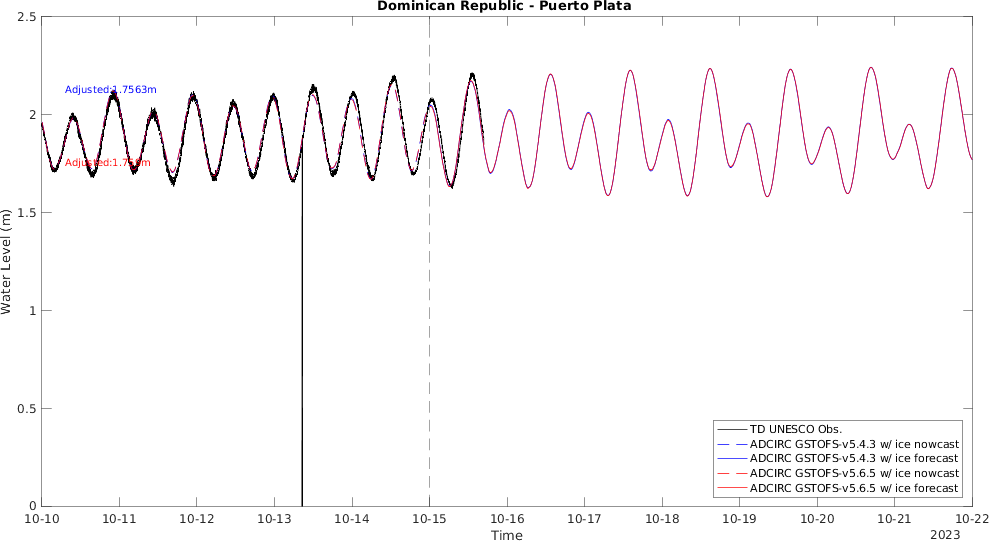 Dominican Republic - Puerto Plata
Water Level (m)
2.5
2
1.5
1
0.5
0
Adjusted:1.7563m
10-10
10-11
10-12
10-13
10-14
10-15
10-16
10-17
10-18
10-19
10-20
10-21
10-22
Time
2023
TD UNESCO Obs.
ADCIRC GSTOFS-v5.4.3 w/ ice nowcast
ADCIRC GSTOFS-v5.4.3 w/ ice forecast
ADCIRC GSTOFS-v5.6.5 w/ ice nowcast
ADCIRC GSTOFS-v5.6.5 w/ ice forecast